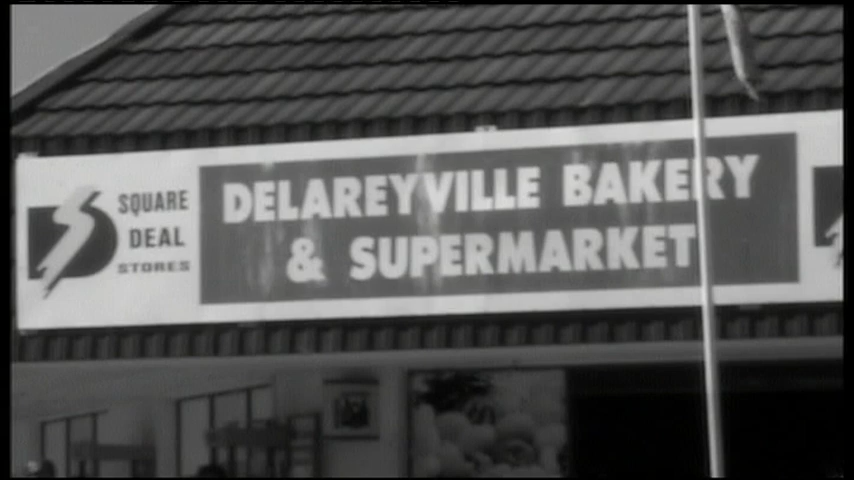 SQUARE
DEAL
STORES
DELAREYVILLE BAKERY
& SUPERMARKET